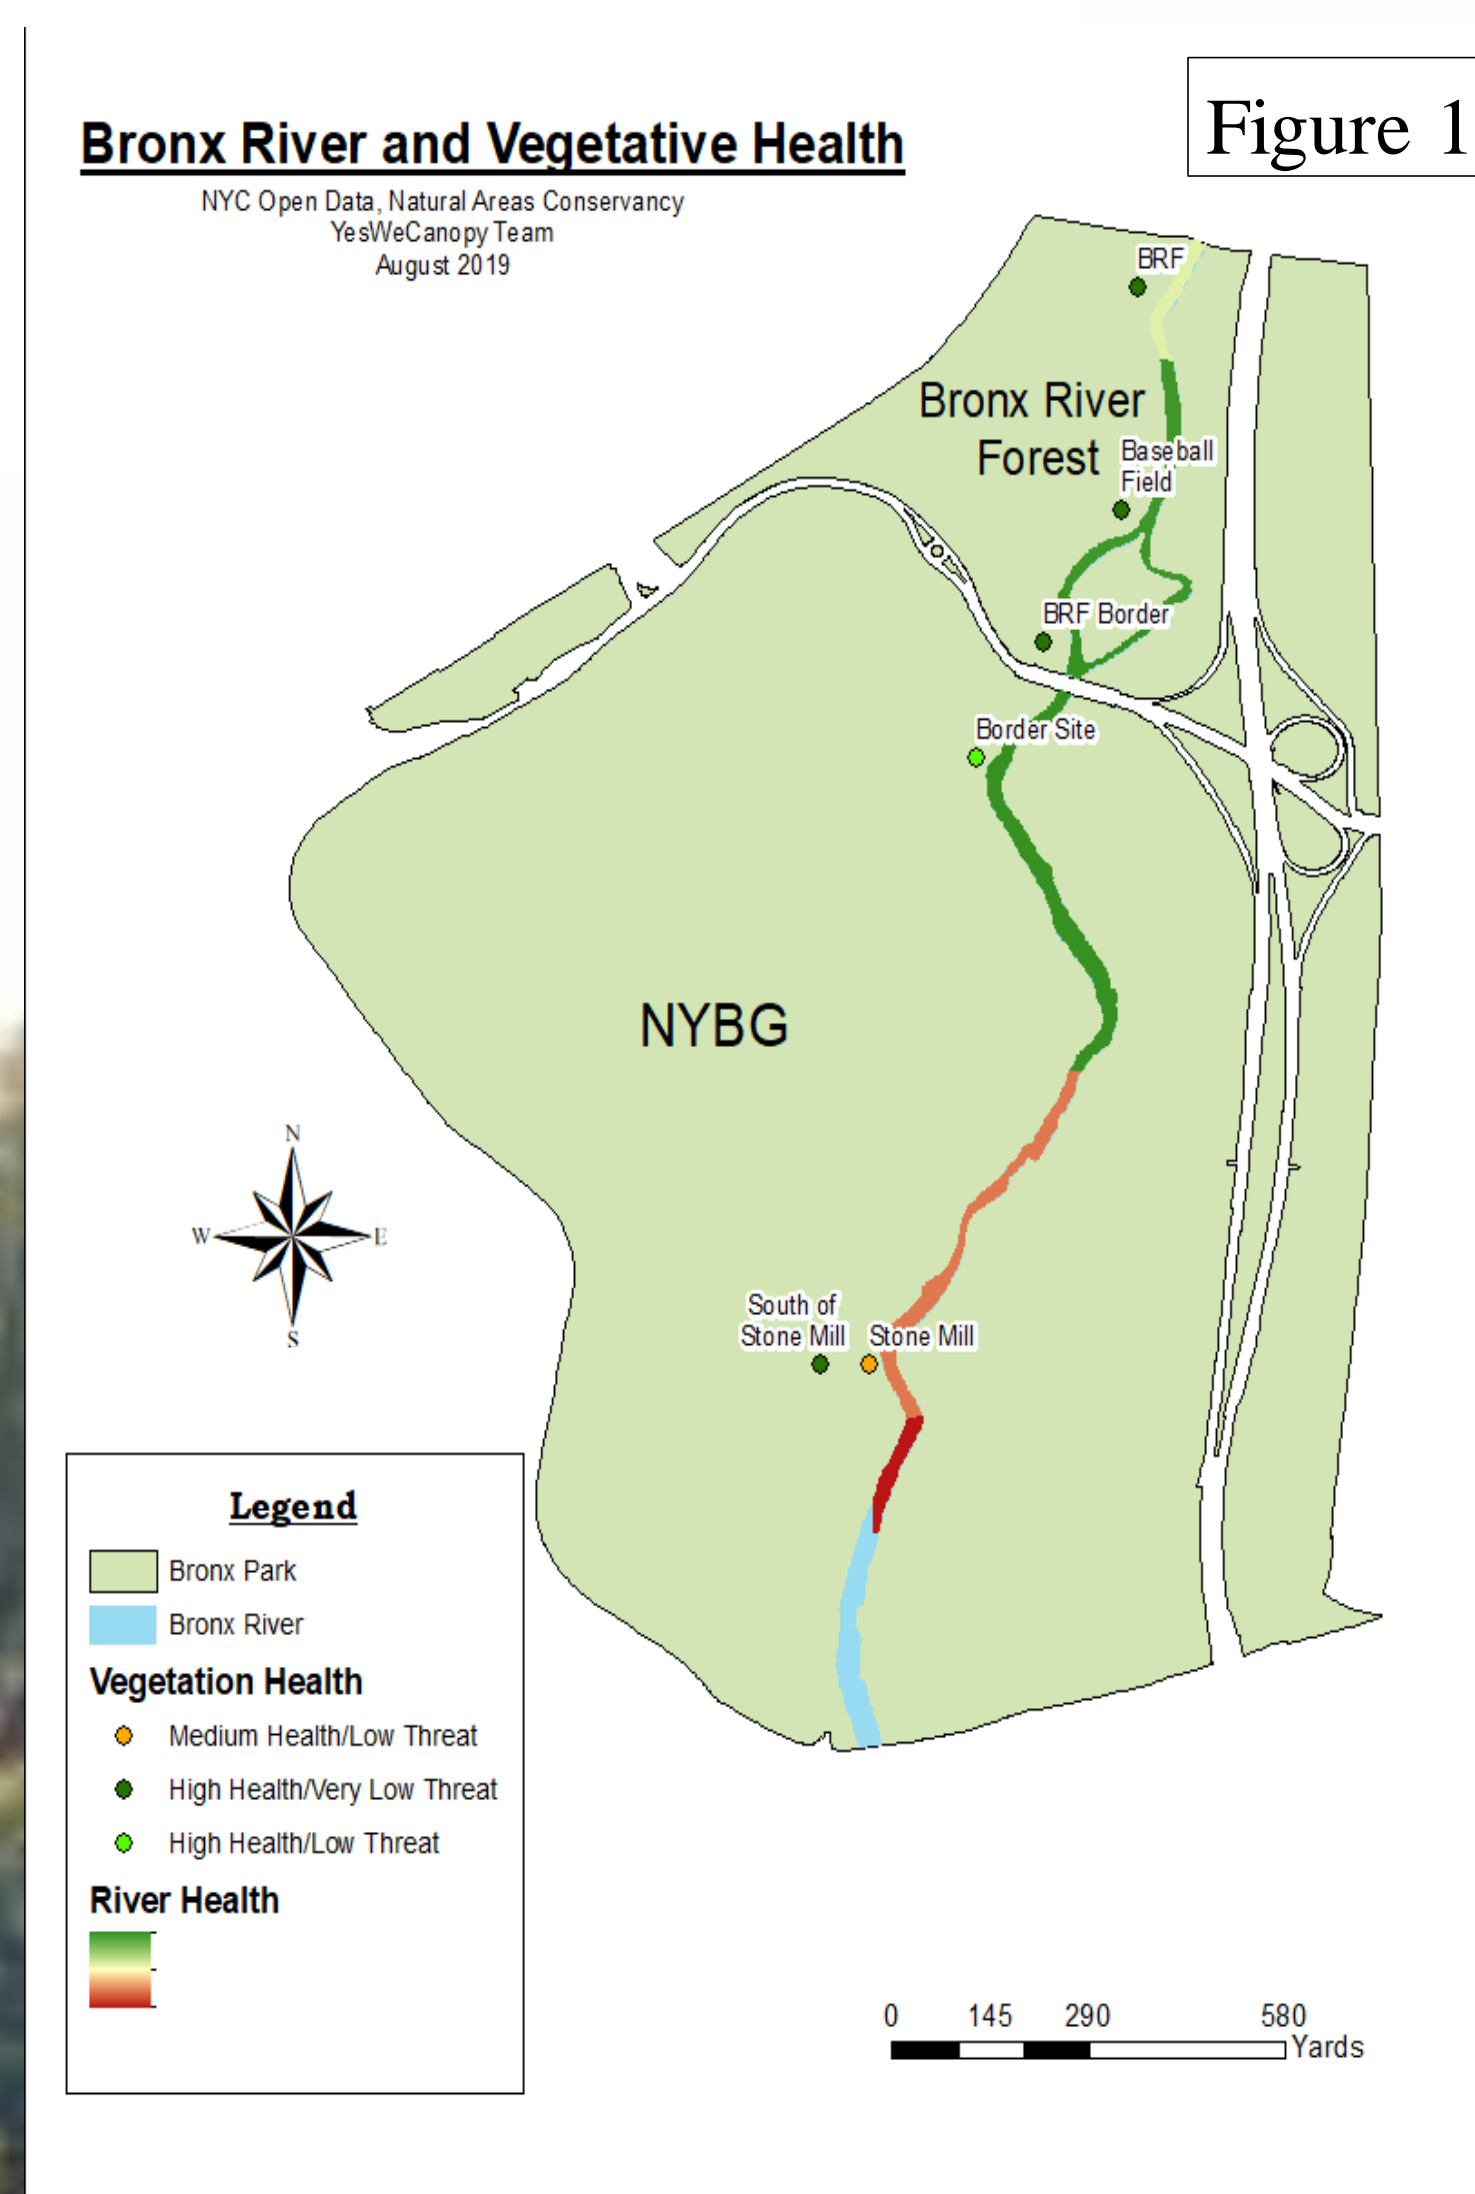 Figure 1
Bronx River and Vegetative Health
NYC Open Data, Natural Areas Conservancy
YesWeCanopy Team
August 2019
BRF
Bronx River
Forest
Baseball
Field
BRF Border
Border Site
NYBG
N
W
E
S
South of
Stone Mill
Stone Mill
Legend
Bronx Park
Bronx River
Vegetation Health
Medium Health/Low Threat
High Health/Very Low Threat
High Health/Low Threat
River Health
0 145 290 580
Yards